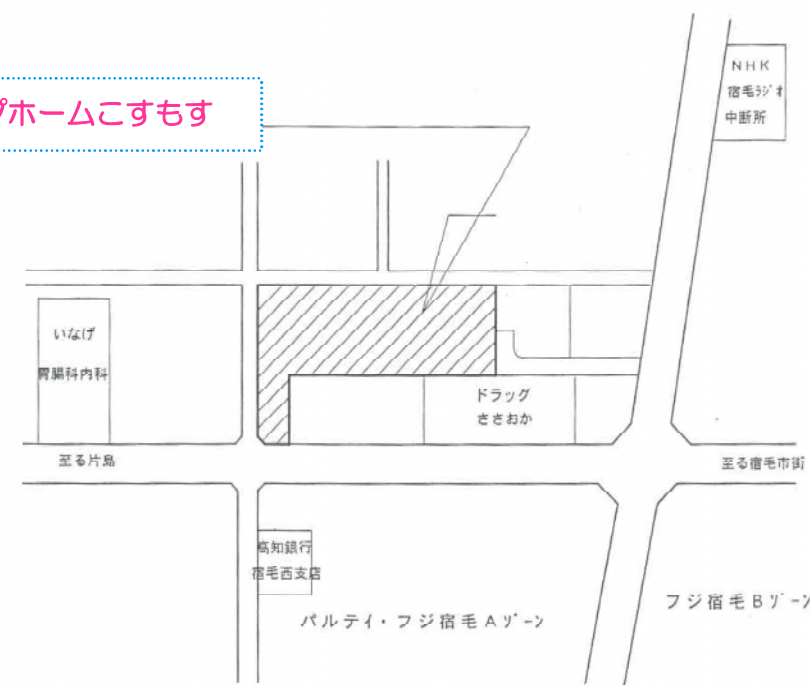 プホームこすもす
NHK
宿毛ラジオ
中断所
いなげ
胃腸科内科
ドラッグ
ささおか
至る片島
至る宿毛市街
高知銀行
宿毛西支店
パルティ・フジ宿毛Aゾーン
フジ宿毛Bゾーン